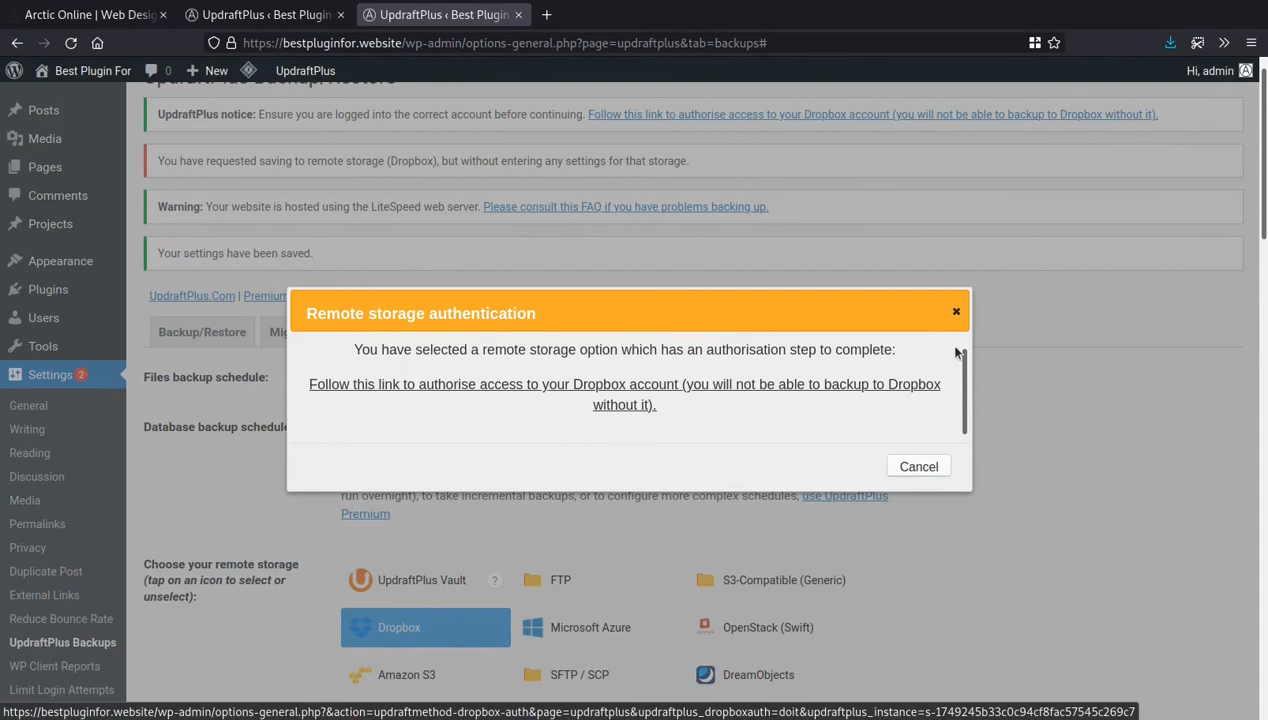 Arctic Online | Web Desig
UpdraftPlus ‹ Best Plugin
UpdraftPlus ‹ Best Plugin
https://bestpluginfor.website/wp-admin/options-general.php?page=updraftplus&tab=backups#
Best Plugin For
0
New
UpdraftPlus
Hi, admin
UpdraftPlus Backup/Restore
UpdraftPlus notice: Ensure you are logged into the correct account before continuing. Follow this link to authorise access to your Dropbox account (you will not be able to backup to Dropbox without it).
You have requested saving to remote storage (Dropbox), but without entering any settings for that storage.
Warning: Your website is hosted using the LiteSpeed web server. Please consult this FAQ if you have problems backing up.
Your settings have been saved.
UpdraftPlus.Com | Premium
Backup/Restore
Mig
Files backup schedule:
Database backup schedule
Remote storage authentication
You have selected a remote storage option which has an authorisation step to complete:
Follow this link to authorise access to your Dropbox account (you will not be able to backup to Dropbox
without it).
Cancel
run overnight), to take incremental backups, or to configure more complex schedules, use UpdraftPlus
Premium
Choose your remote storage
(tap on an icon to select or
unselect):
UpdraftPlus Vault
?
FTP
S3-Compatible (Generic)
Dropbox
Microsoft Azure
OpenStack (Swift)
Amazon S3
SFTP / SCP
DreamObjects
Posts
Media
Pages
Comments
Projects
Appearance
Plugins
Users
Tools
Settings 2
General
Writing
Reading
Discussion
Media
Permalinks
Privacy
Duplicate Post
External Links
Reduce Bounce Rate
UpdraftPlus Backups
WP Client Reports
Limit Login Attempts
https://bestpluginfor.website/wp-admin/options-general.php?&action=updraftmethod-dropbox-auth&page=updraftplus&updraftplus_dropboxauth=doit&updraftplus_instance=s-1749245b33c0c94cf8fac57545c269c7